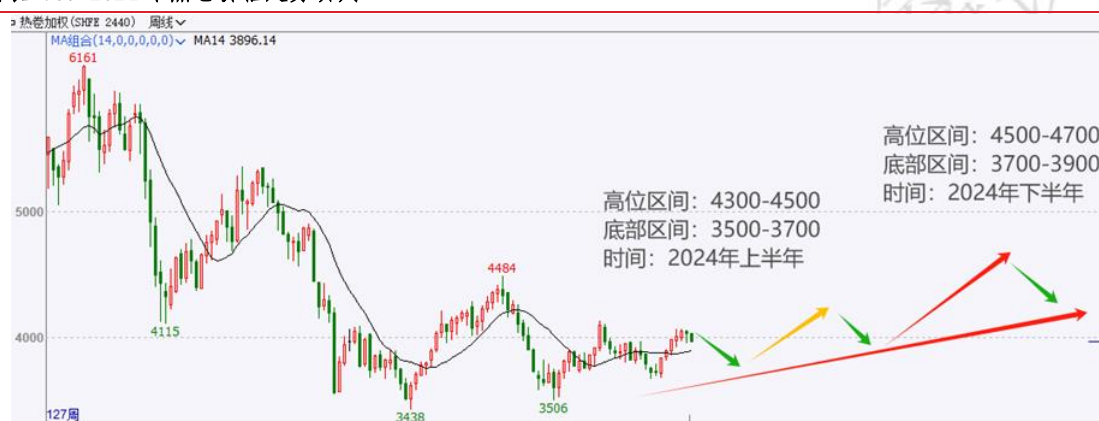 热卷加权(SHFE 2440) 周线
MA组合(14,0,0,0,0,0) MA14 3896.14
6161
高位区间：4500-4700
底部区间：3700-3900
时间：2024年下半年
高位区间：4300-4500
底部区间：3500-3700
时间：2024年上半年
5000
4484
4115
4000
3506
3438
127周